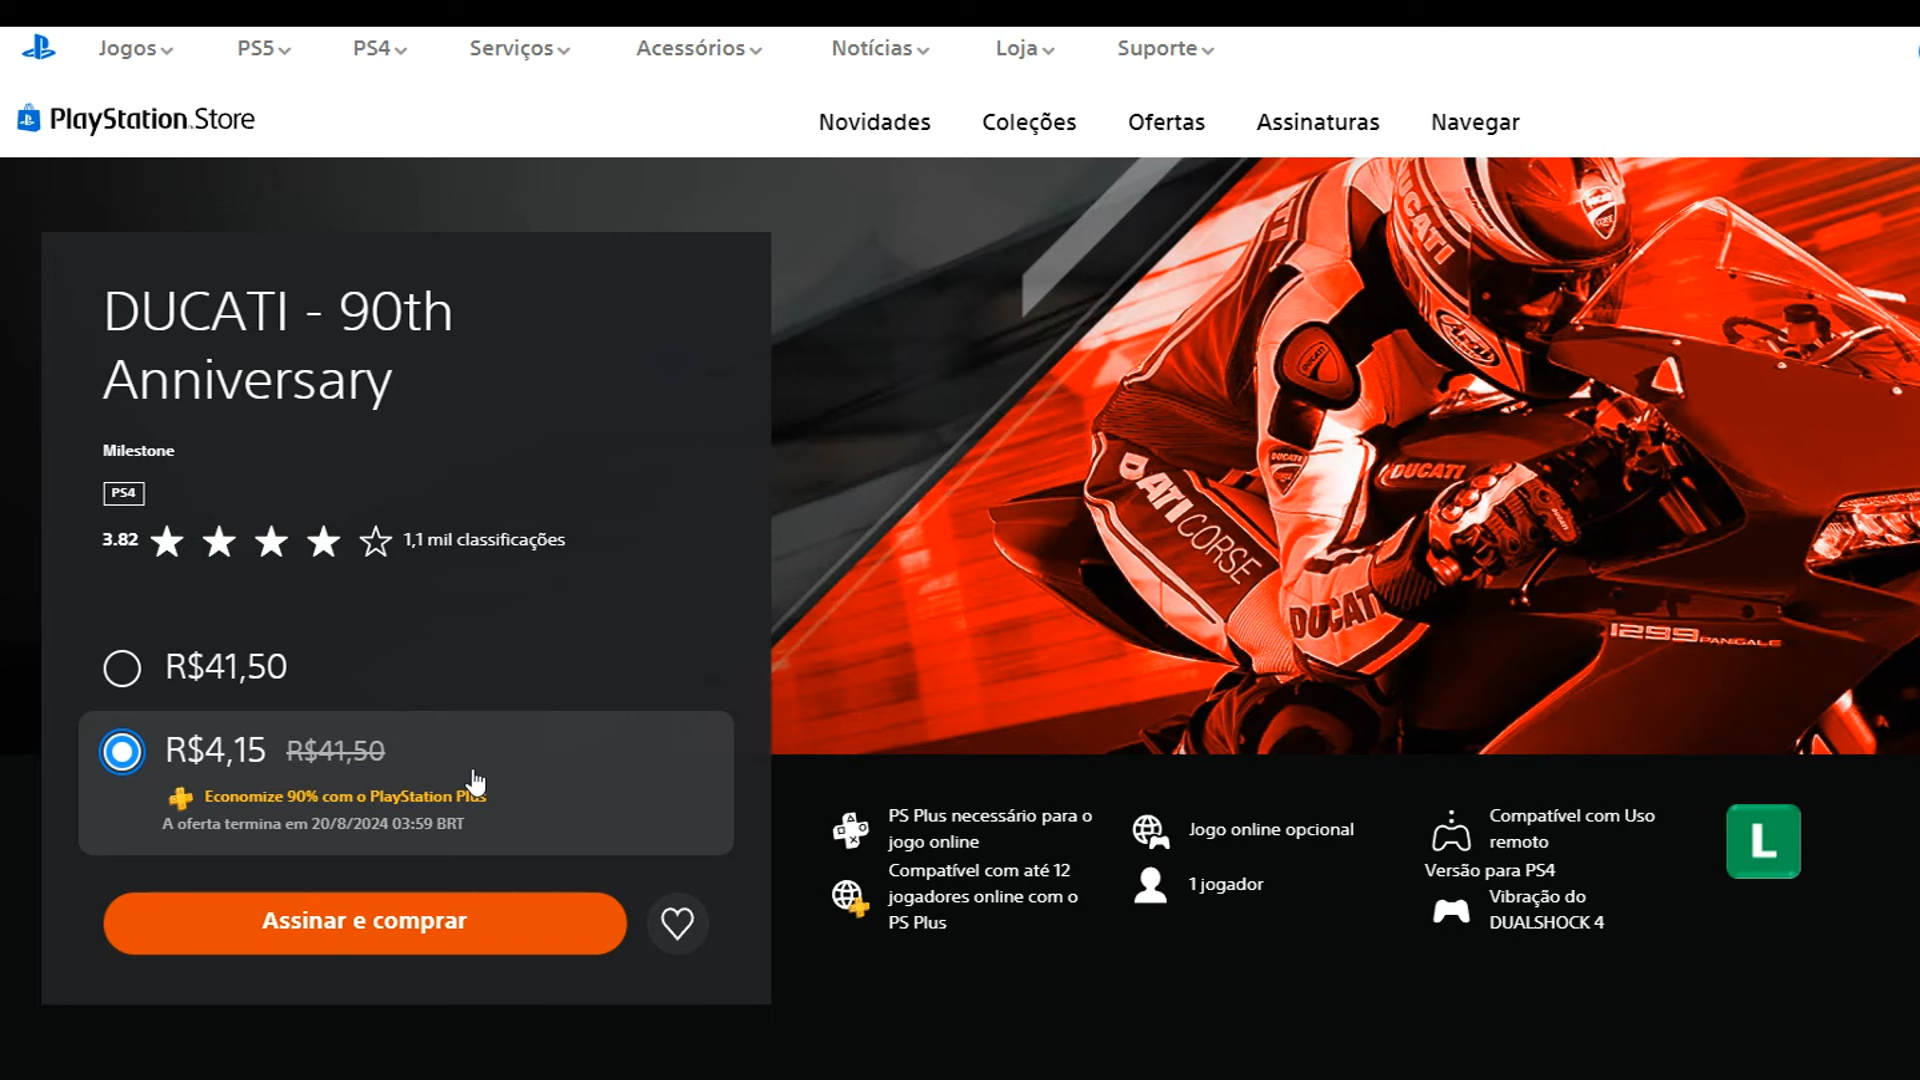 Jogos PS5 PS4 Serviços Acessórios Notícias Loja Suporte
PlayStation.Store
Novidades Coleções Ofertas Assinaturas Navegar
DUCATI - 90th
Anniversary
Milestone
PS4
3.82 1,1 mil classificações
R$41,50
R$4,15 R$41,50
Economize 90% com o PlayStation Plus
A oferta termina em 20/8/2024 03:59 BRT
Assinar e comprar
DUCATI
DUCATI
DUCATI
DUCATI
DATICORSE
DUCATI
1299 PANIGALE
PS Plus necessário para o
jogo online
Compatível com até 12
jogadores online com o
PS Plus
Jogo online opcional
1 jogador
Compatível com Uso
remoto
Versão para PS4
Vibração do
DUALSHOCK 4
L